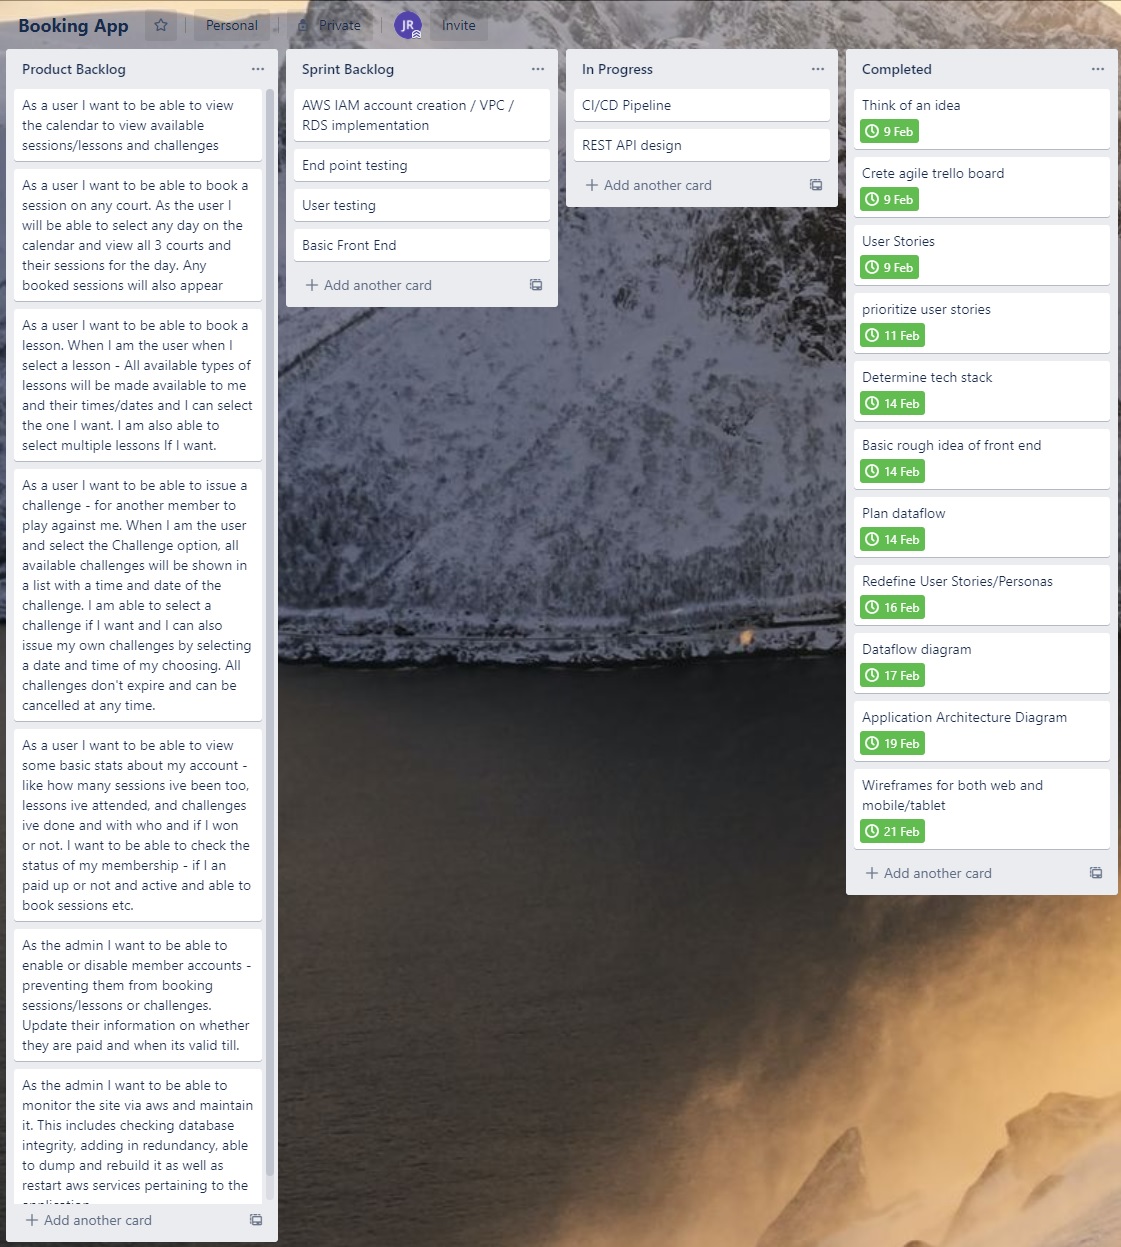 Booking App
Personal
Private
JR
Invite
Product Backlog
As a user I want to be able to view
the calendar to view available
sessions/lessons and challenges
As a user I want to be able to book a
session on any court. As the user I
will be able to select any day on the
calendar and view all 3 courts and
their sessions for the day. Any
booked sessions will also appear
As a user I want to be able to book a
lesson. When I am the user when I
select a lesson - All available types of
lessons will be made available to me
and their times/dates and I can select
the one I want. I am also able to
select multiple lessons If I want.
As a user I want to be able to issue a
challenge - for another member to
play against me. When I am the user
and select the Challenge option, all
available challenges will be shown in
a list with a time and date of the
challenge. I am able to select a
challenge if I want and I can also
issue my own challenges by selecting
a date and time of my choosing. All
challenges don't expire and can be
cancelled at any time.
As a user I want to be able to view
some basic stats about my account -
like how many sessions ive been too,
lessons ive attended, and challenges
ive done and with who and if I won
or not. I want to be able to check the
status of my membership - if I an
paid up or not and active and able to
book sessions etc.
As the admin I want to be able to
enable or disable member accounts -
preventing them from booking
sessions/lessons or challenges.
Update their information on whether
they are paid and when its valid till.
As the admin I want to be able to
monitor the site via aws and maintain
it. This includes checking database
integrity, adding in redundancy, able
to dump and rebuild it as well as
restart aws services pertaining to the
application
Add another card
Sprint Backlog
AWS IAM account creation / VPC /
RDS implementation
End point testing
User testing
Basic Front End
Add another card
In Progress
CI/CD Pipeline
REST API design
Add another card
Completed
Think of an idea
9 Feb
Crete agile trello board
9 Feb
User Stories
9 Feb
prioritize user stories
11 Feb
Determine tech stack
14 Feb
Basic rough idea of front end
14 Feb
Plan dataflow
14 Feb
Redefine User Stories/Personas
16 Feb
Dataflow diagram
17 Feb
Application Architecture Diagram
19 Feb
Wireframes for both web and
mobile/tablet
21 Feb
Add another card